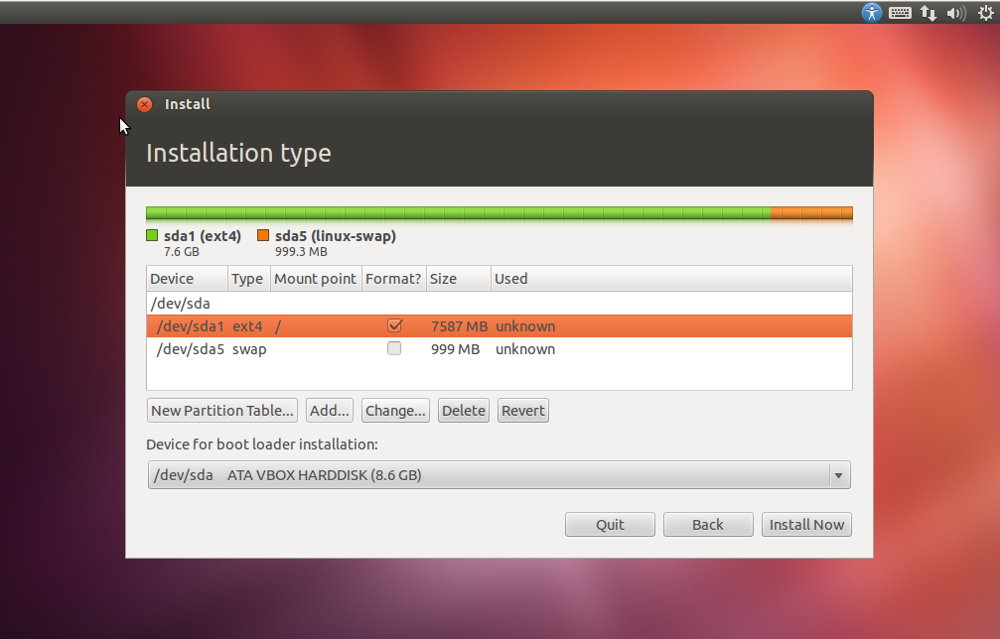 Install
Installation type
sda1 (ext4) sda5 (linux-swap)
7.6 GB 999.3 MB
Device Type Mount point Format? Size Used
/dev/sda
/dev/sda1 ext4 / 7587 MB unknown
/dev/sda5 swap 999 MB unknown
New Partition Table... Add... Change... Delete Revert
Device for boot loader installation:
/dev/sda ATA VBOX HARDDISK (8.6 GB)
Quit Back Install Now